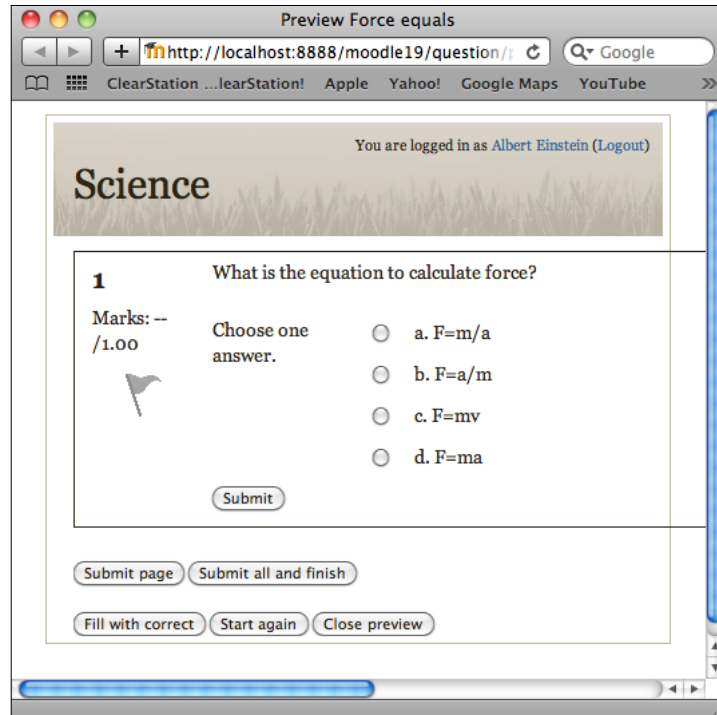 Preview Force equals
http://localhost:8888/moodle19/question/
Google
ClearStation ...learStation! Apple Yahoo! Google Maps YouTube
You are logged in as Albert Einstein (Logout)
Science
1
What is the equation to calculate force?
Marks: --
/1.00
Choose one
answer.
a. F=m/a
b. F=a/m
c. F=mv
d. F=ma
Submit
Submit page Submit all and finish
Fill with correct Start again Close preview